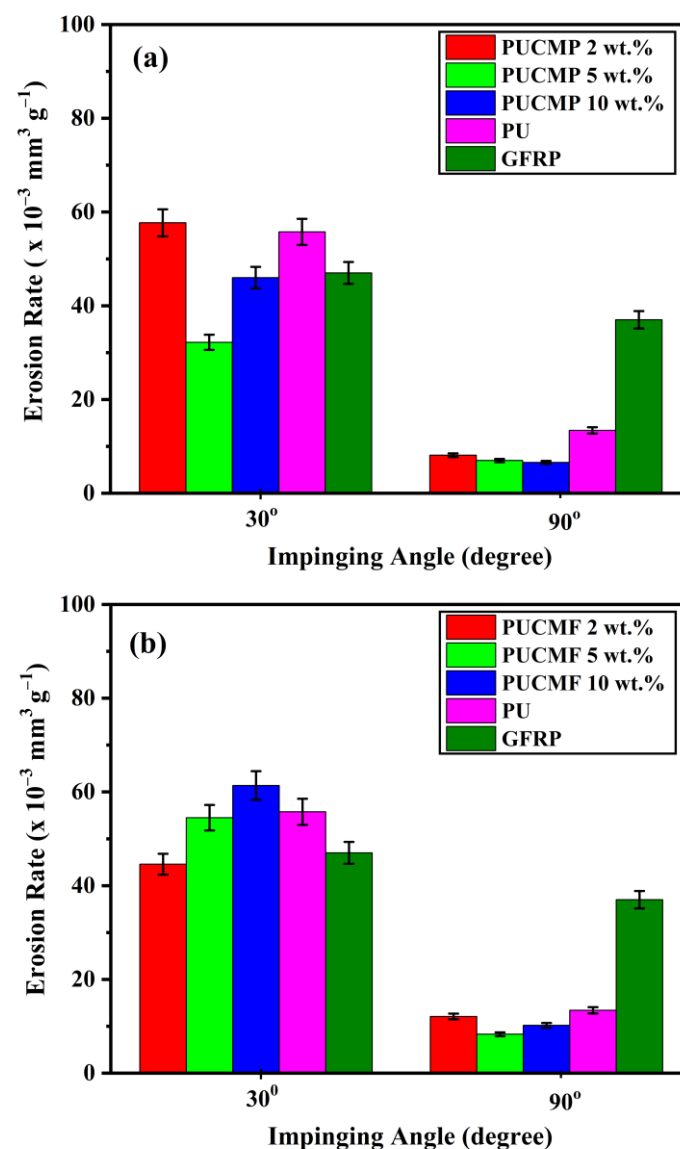 (a)
PUCMP 2 wt.%
PUCMP 5 wt.%
PUCMP 10 wt.%
PU
GFRP
Erosion Rate ( x 10⁻³ mm³ g⁻¹)
100
80
60
40
20
0
30°
90°
Impinging Angle (degree)
(b)
PUCMF 2 wt.%
PUCMF 5 wt.%
PUCMF 10 wt.%
PU
GFRP
Erosion Rate (x 10⁻³ mm³ g⁻¹)
100
80
60
40
20
0
30⁰
90°
Impinging Angle (degree)